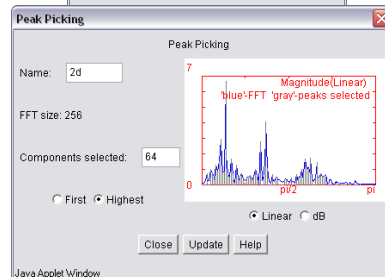 Peak Picking
Peak Picking
Name: 2d
FFT size: 256
Components selected: 64
First Highest
7
Magnitude(Linear)
'blue'-FFT 'gray'-peaks selected
0
pi/2
pi
Linear dB
Close Update Help
Java Applet Window